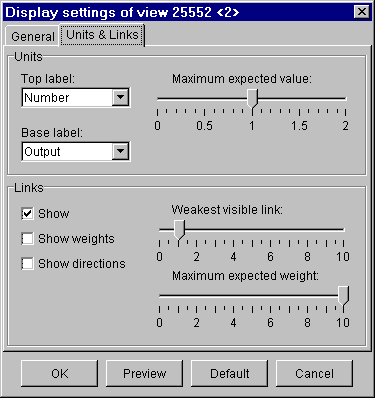 Display settings of view 25552 <2>
General
Units & Links
Units
Top label:
Number
Maximum expected value:
0 0.5 1 1.5 2
Base label:
Output
Links
Show
Show weights
Show directions
Weakest visible link:
0 2 4 6 8 10
Maximum expected weight:
0 2 4 6 8 10
OK
Preview
Default
Cancel